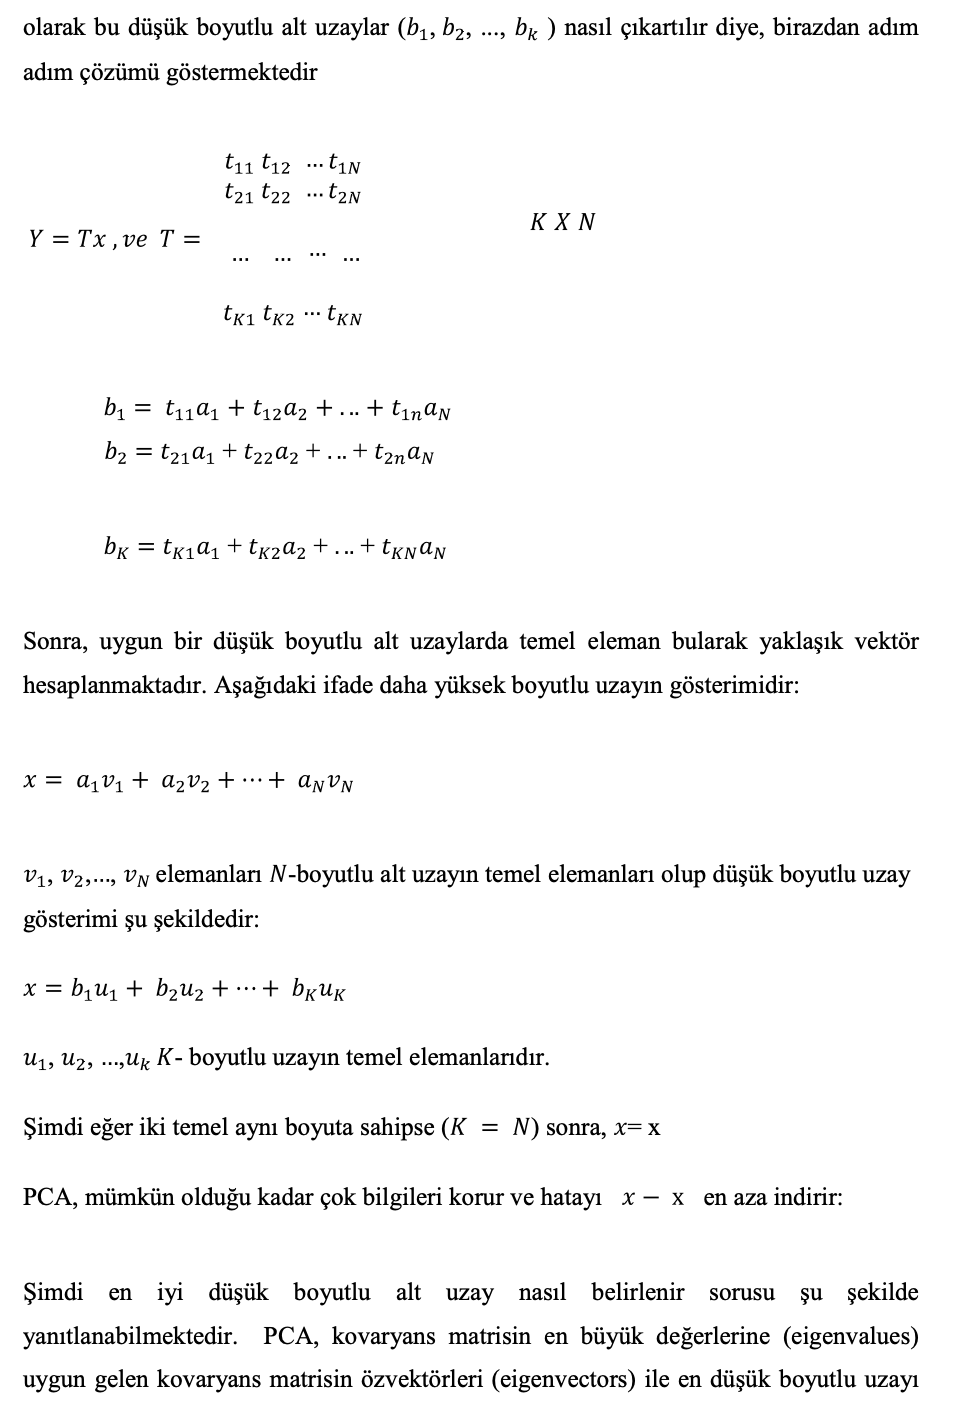 olarak bu düşük boyutlu alt uzaylar (b₁, b₂, ..., bₖ ) nasıl çıkartılır diye, birazdan adım
adım çözümü göstermektedir
t₁₁ t₁₂ ⋯ t₁N
t₂₁ t₂₂ ⋯ t₂N
K X N
Y = Tx , ve T =
... ... ⋯ ...
tK₁ tK₂ ⋯ tKN
b₁ = t₁₁a₁ + t₁₂a₂ + . .. + t₁ₙaN
b₂ = t₂₁a₁ + t₂₂a₂ + . .. + t₂ₙaN
bK = tK₁a₁ + tK₂a₂ + . .. + tKNaN
Sonra, uygun bir düşük boyutlu alt uzaylarda temel eleman bularak yaklaşık vektör
hesaplanmaktadır. Aşağıdaki ifade daha yüksek boyutlu uzayın gösterimidir:
x = a₁v₁ + a₂v₂ + ⋯ + aNvN
v₁, v₂,..., vN elemanları N-boyutlu alt uzayın temel elemanları olup düşük boyutlu uzay
gösterimi şu şekildedir:
x = b₁u₁ + b₂u₂ + ⋯ + bKuK
u₁, u₂, ...,uₖ K- boyutlu uzayın temel elemanlarıdır.
Şimdi eğer iki temel aynı boyuta sahipse (K = N) sonra, x= x
PCA, mümkün olduğu kadar çok bilgileri korur ve hatayı x − x en aza indirir:
Şimdi en iyi düşük boyutlu alt uzay nasıl belirlenir sorusu şu şekilde
yanıtlanabilmektedir. PCA, kovaryans matrisin en büyük değerlerine (eigenvalues)
uygun gelen kovaryans matrisin özvektörleri (eigenvectors) ile en düşük boyutlu uzayı